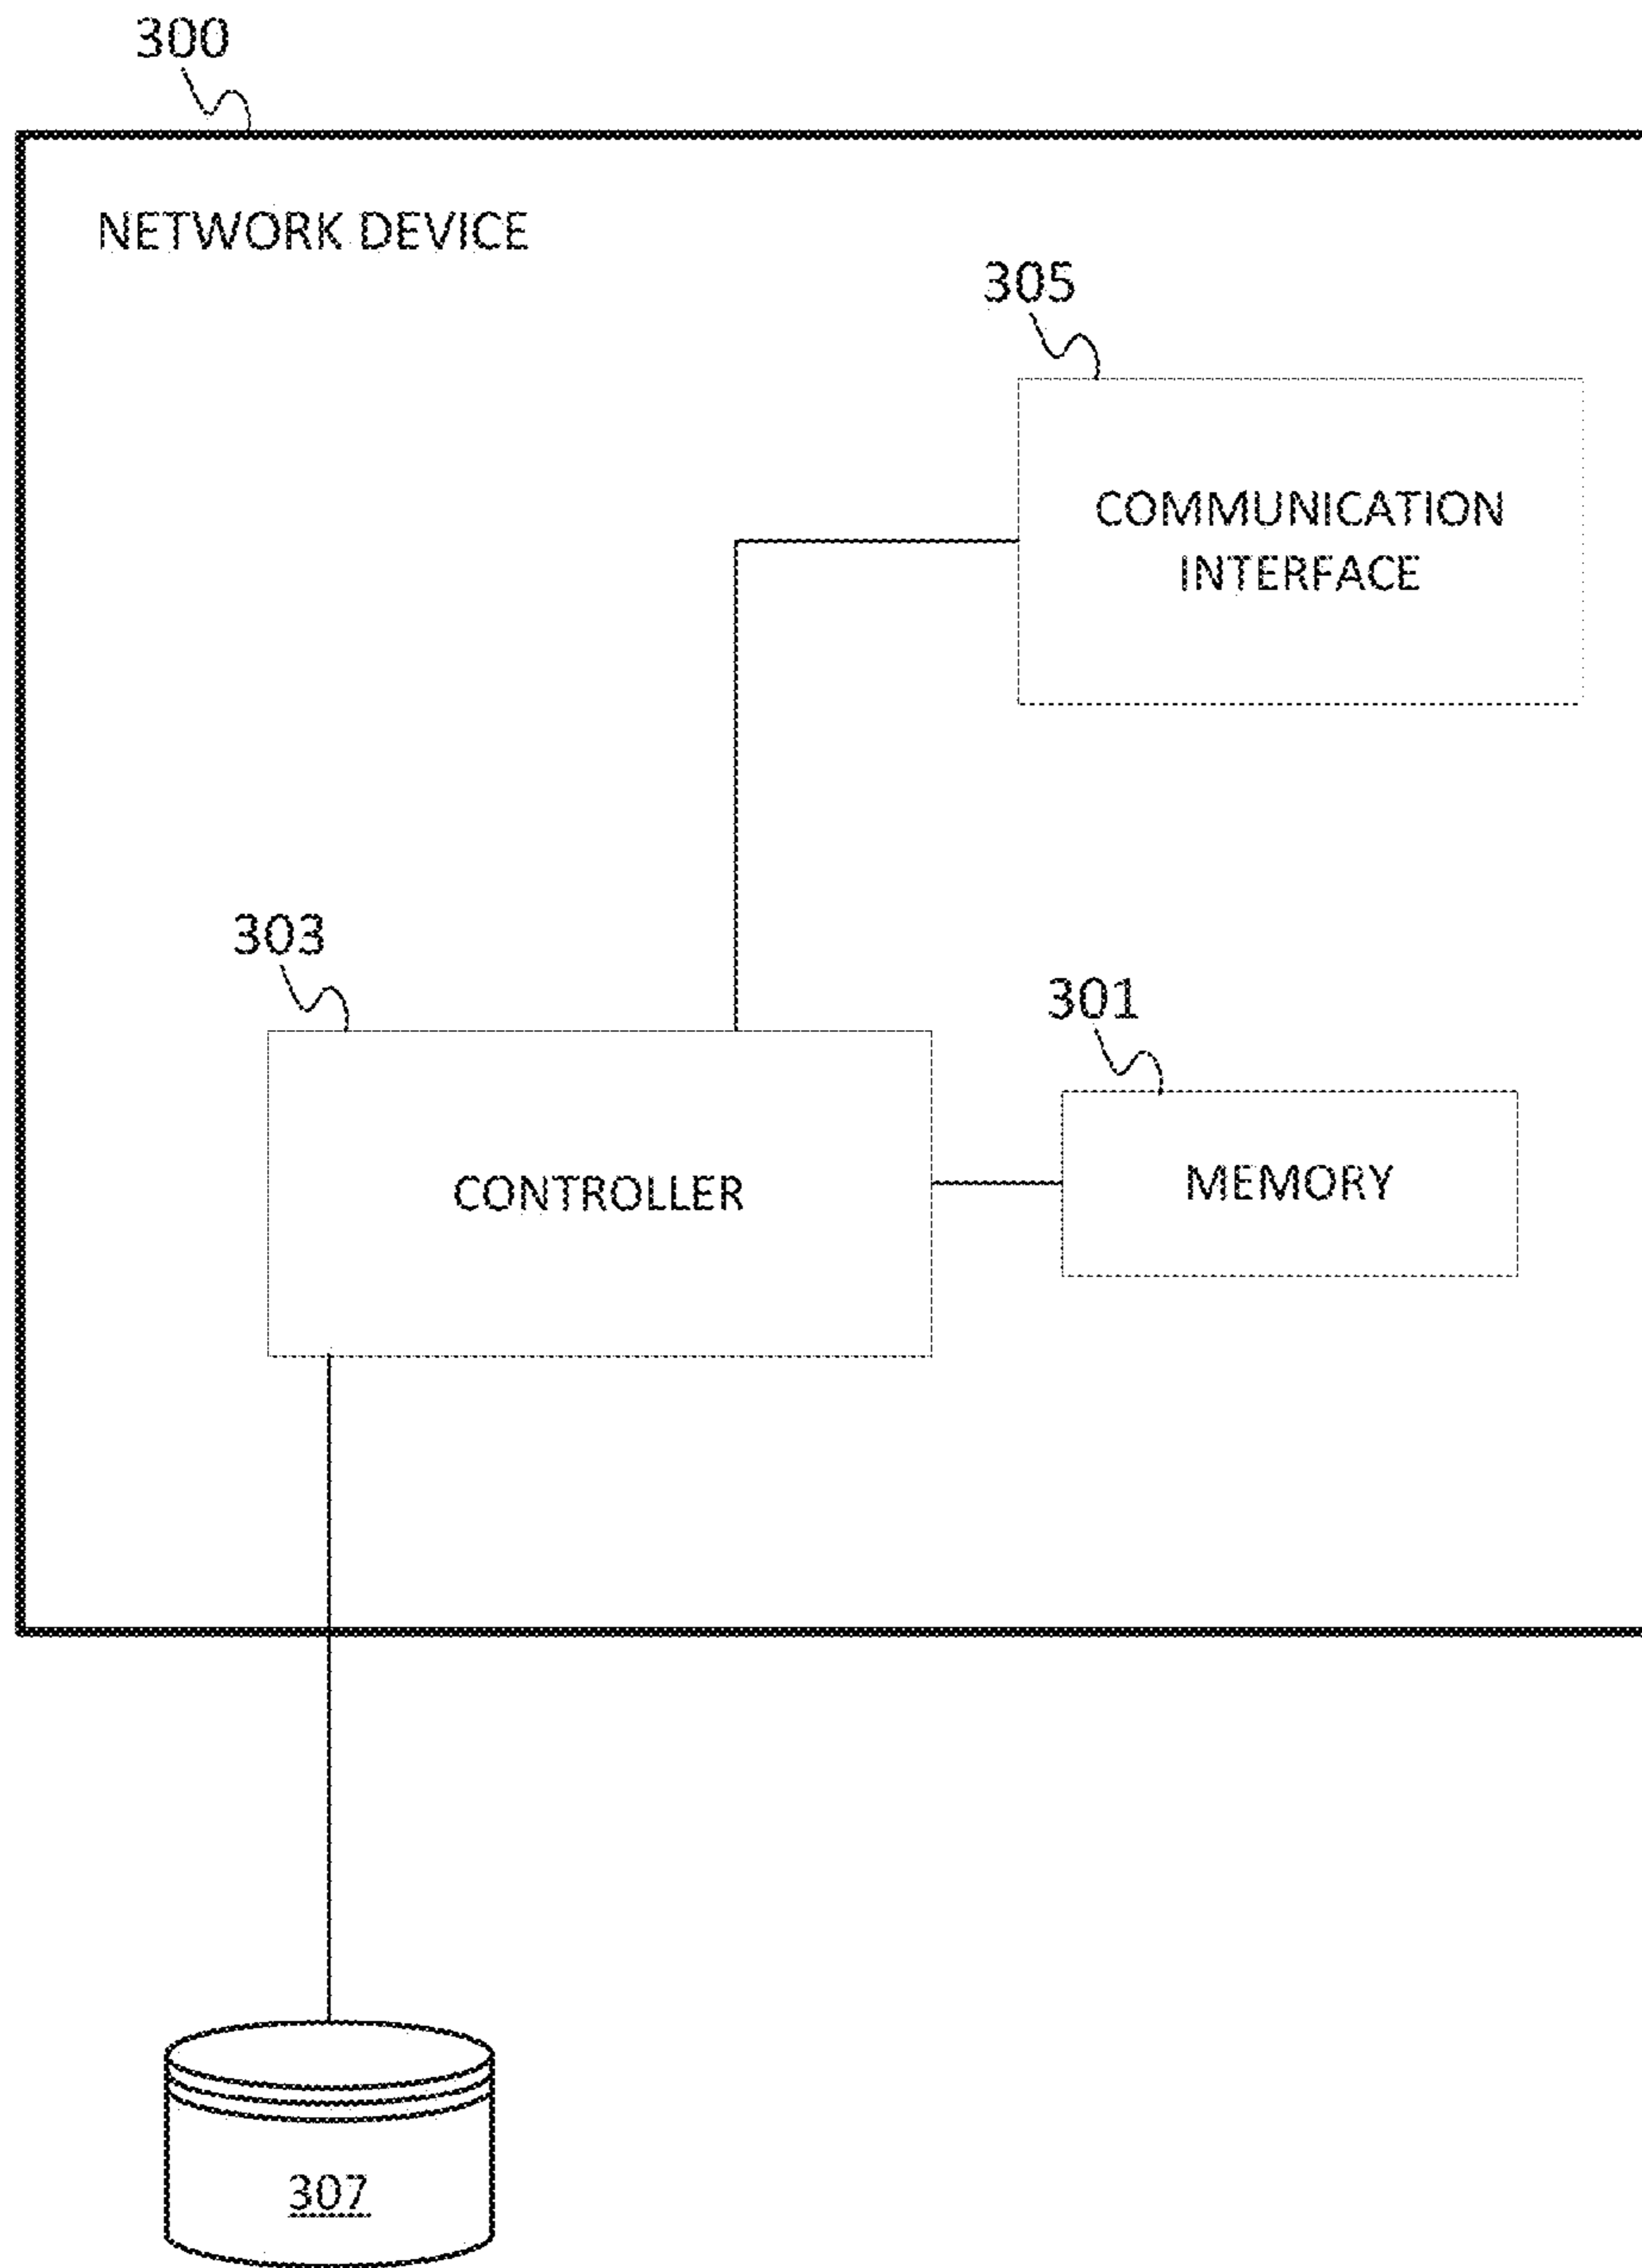 300
NETWORK DEVICE
305
COMMUNICATION
INTERFACE
303
301
CONTROLLER
MEMORY
307